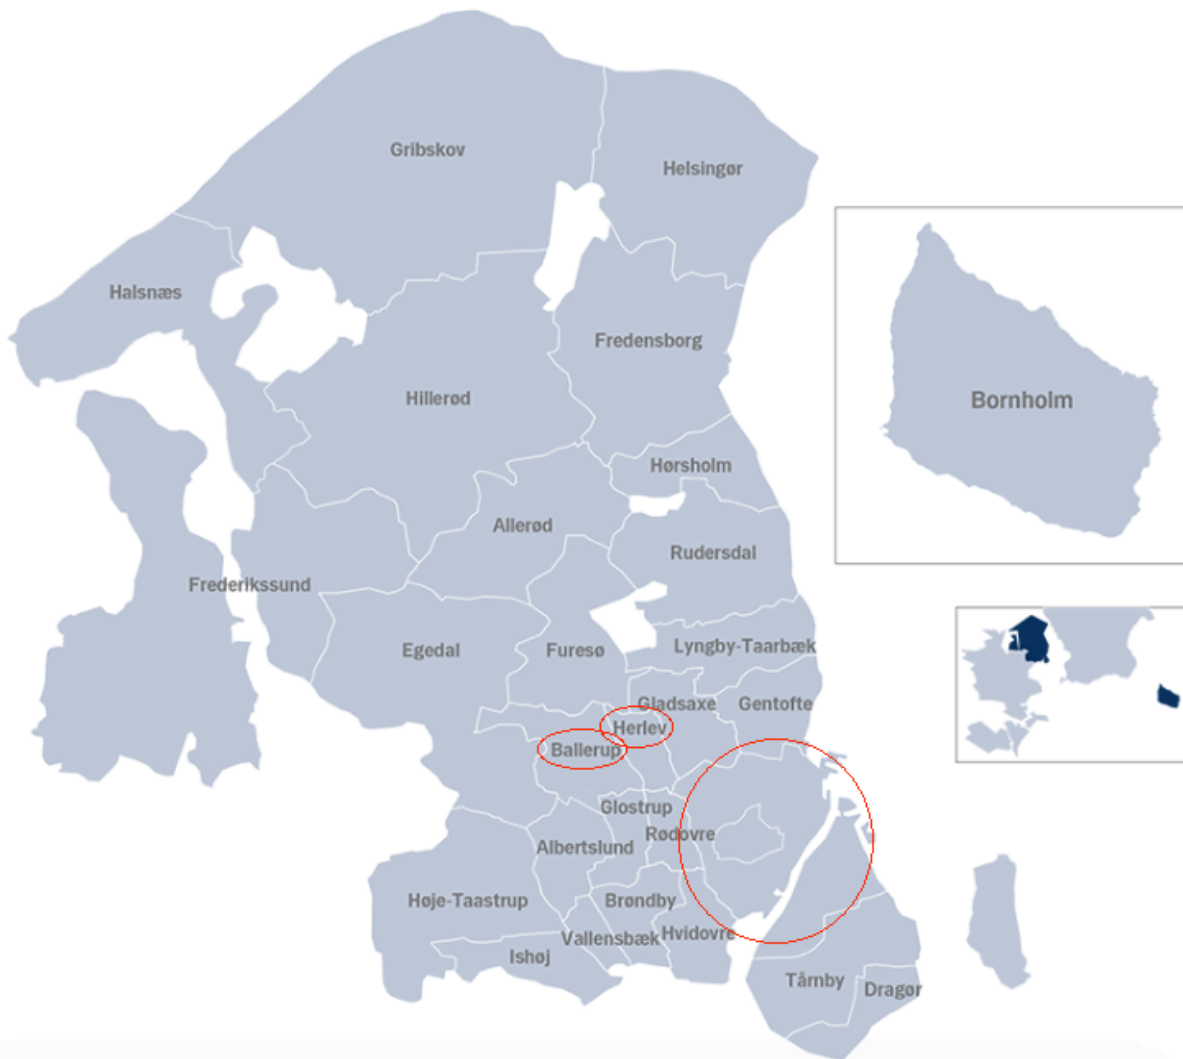 Gribskov
Helsingør
Halsnæs
Fredensborg
Hillerød
Bornholm
Hørsholm
Allerød
Rudersdal
Frederikssund
Egedal
Furesø
Lyngby-Taarbæk
Gladsaxe
Gentofte
Herlev
Ballerup
Glostrup
Rødovre
Albertslund
Høje-Taastrup
Brøndby
Hvidovre
Vallensbæk
Ishøj
Tårnby
Dragør